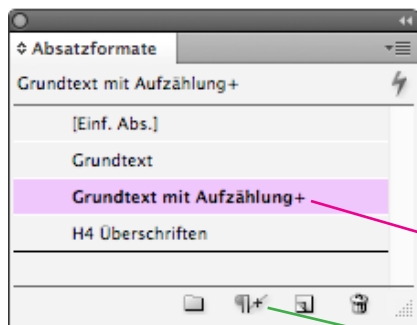 Absatzformate
Grundtext mit Aufzählung+
[Einf. Abs.]
Grundtext
Grundtext mit Aufzählung+
H4 Überschriften